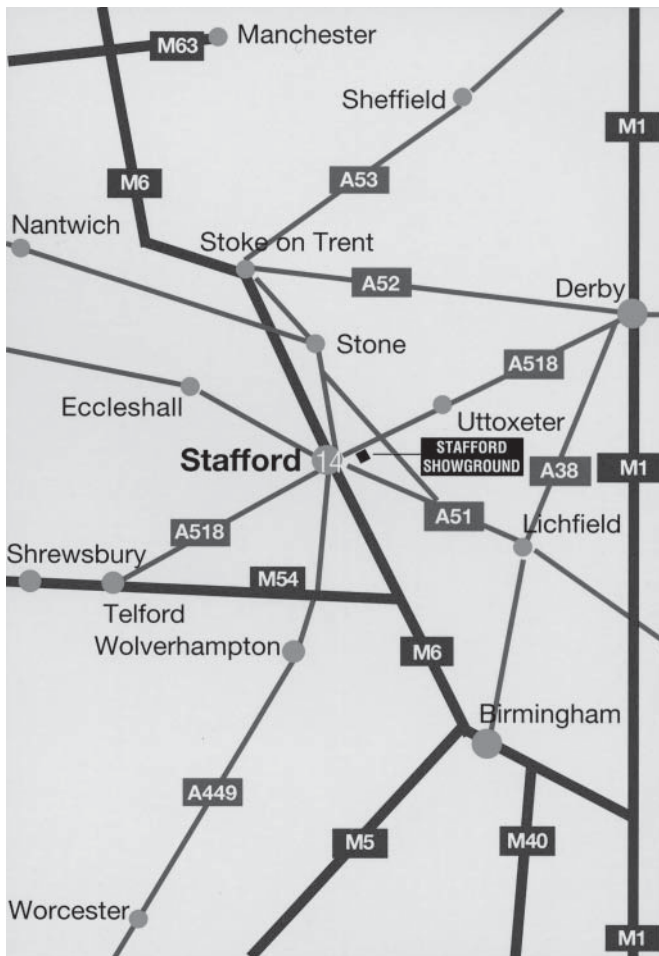 M63
Manchester
Sheffield
M1
M6
A53
Nantwich
Stoke on Trent
A52
Derby
Stone
A518
Eccleshall
Uttoxeter
Stafford
14
STAFFORD
SHOWGROUND
A38
M1
A51
A518
Lichfield
Shrewsbury
M54
Telford
Wolverhampton
M6
Birmingham
A449
M5
M40
Worcester
M1